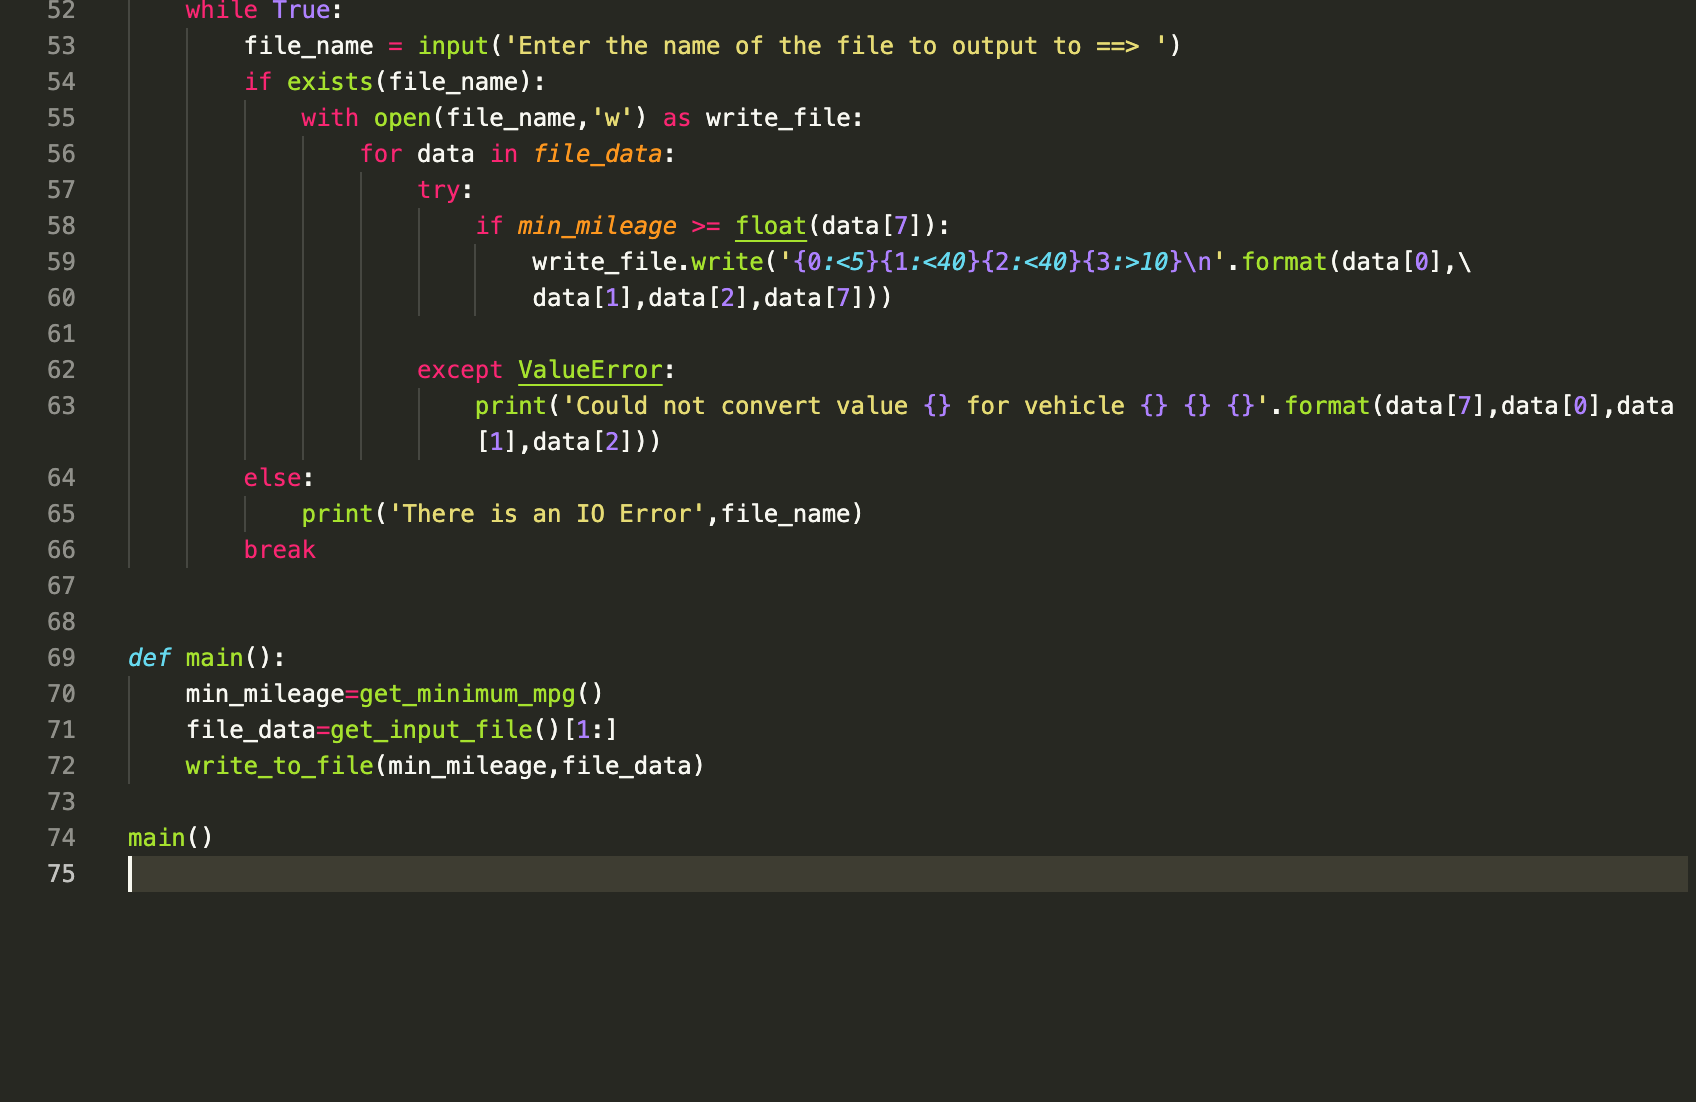 52 while True:
53 file_name = input('Enter the name of the file to output to ==> ')
54 if exists(file_name):
55 with open(file_name,'w') as write_file:
56 for data in file_data:
57 try:
58 if min_mileage >= float(data[7]):
59 write_file.write('{0:<5}{1:<40}{2:<40}{3:>10}\n'.format(data[0],\
60 data[1],data[2],data[7]))
61
62 except ValueError:
63 print('Could not convert value {} for vehicle {} {} {}'.format(data[7],data[0],data
[1],data[2]))
64 else:
65 print('There is an IO Error',file_name)
66 break
67
68
69 def main():
70 min_mileage=get_minimum_mpg()
71 file_data=get_input_file()[1:]
72 write_to_file(min_mileage,file_data)
73
74 main()
75